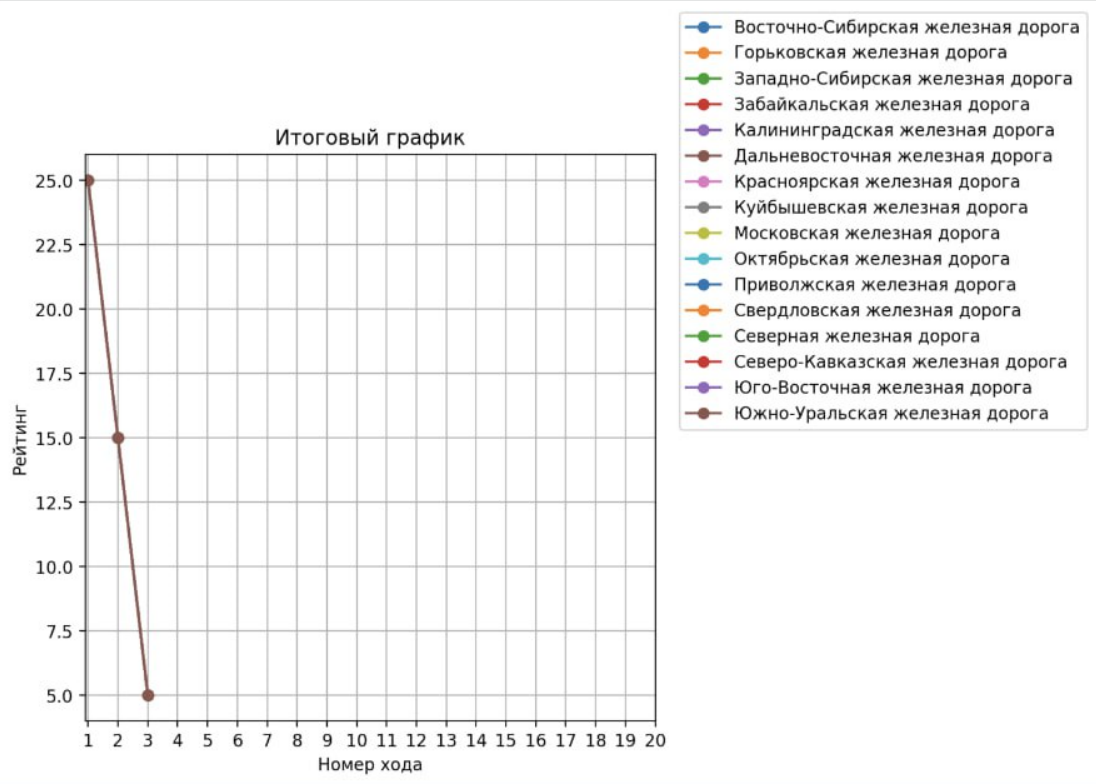 Итоговый график
Рейтинг
25.0
22.5
20.0
17.5
15.0
12.5
10.0
7.5
5.0
1 2 3 4 5 6 7 8 9 10 11 12 13 14 15 16 17 18 19 20
Номер хода
Восточно-Сибирская железная дорога
Горьковская железная дорога
Западно-Сибирская железная дорога
Забайкальская железная дорога
Калининградская железная дорога
Дальневосточная железная дорога
Красноярская железная дорога
Куйбышевская железная дорога
Московская железная дорога
Октябрьская железная дорога
Приволжская железная дорога
Свердловская железная дорога
Северная железная дорога
Северо-Кавказская железная дорога
Юго-Восточная железная дорога
Южно-Уральская железная дорога